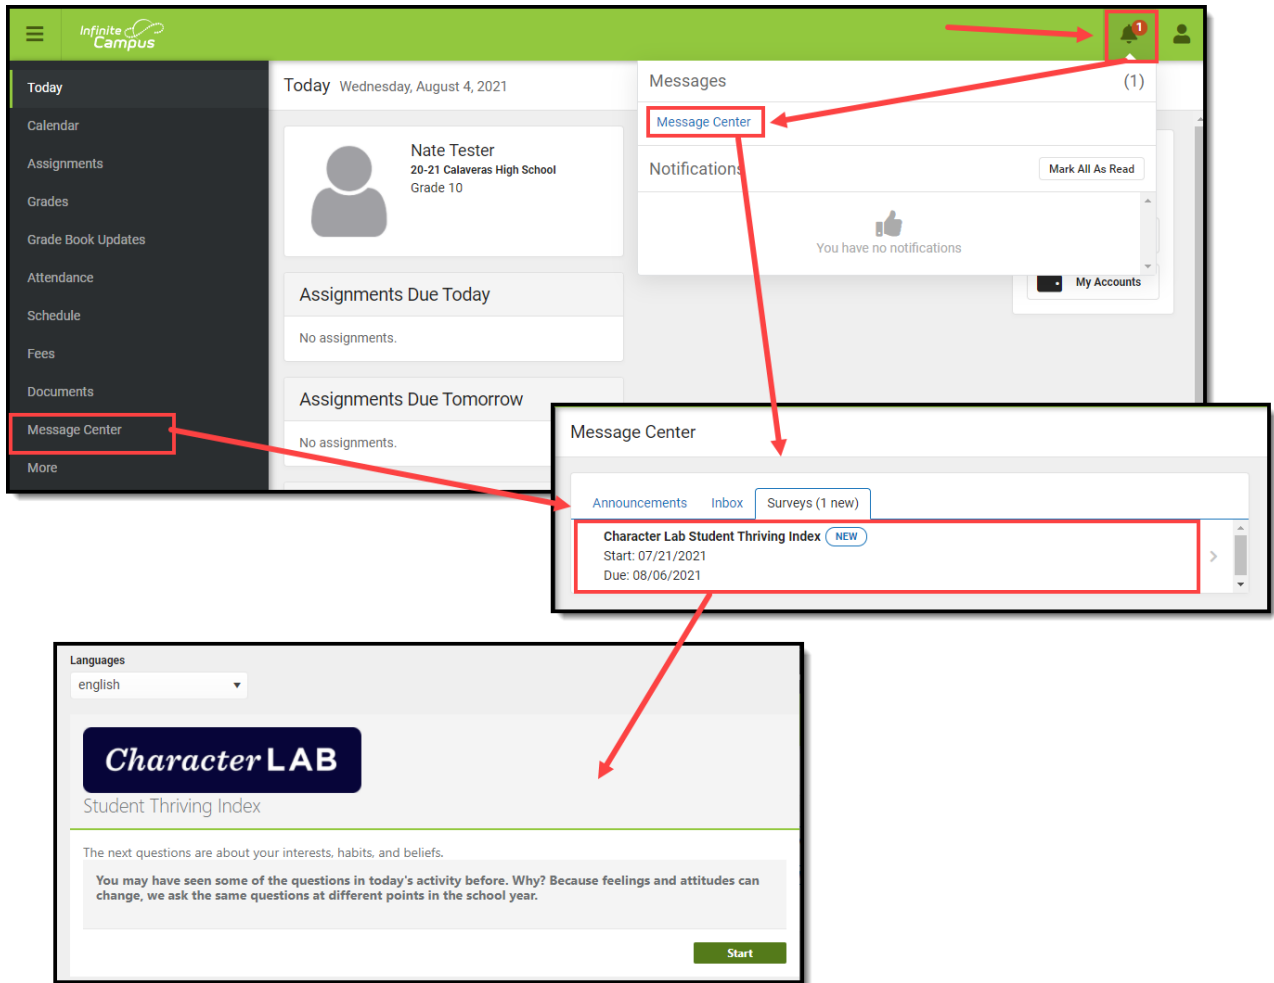 Infinite
Campus
1
Today
Calendar
Assignments
Grades
Grade Book Updates
Attendance
Schedule
Fees
Documents
Message Center
More
Today Wednesday, August 4, 2021
Nate Tester
20-21 Calaveras High School
Grade 10
Assignments Due Today
No assignments.
Assignments Due Tomorrow
No assignments.
Messages (1)
Message Center
Notifications Mark All As Read
You have no notifications
My Accounts
Message Center
Announcements Inbox Surveys (1 new)
Character Lab Student Thriving Index NEW
Start: 07/21/2021
Due: 08/06/2021
Languages
english
Character LAB
Student Thriving Index
The next questions are about your interests, habits, and beliefs.
You may have seen some of the questions in today's activity before. Why? Because feelings and attitudes can
change, we ask the same questions at different points in the school year.
Start